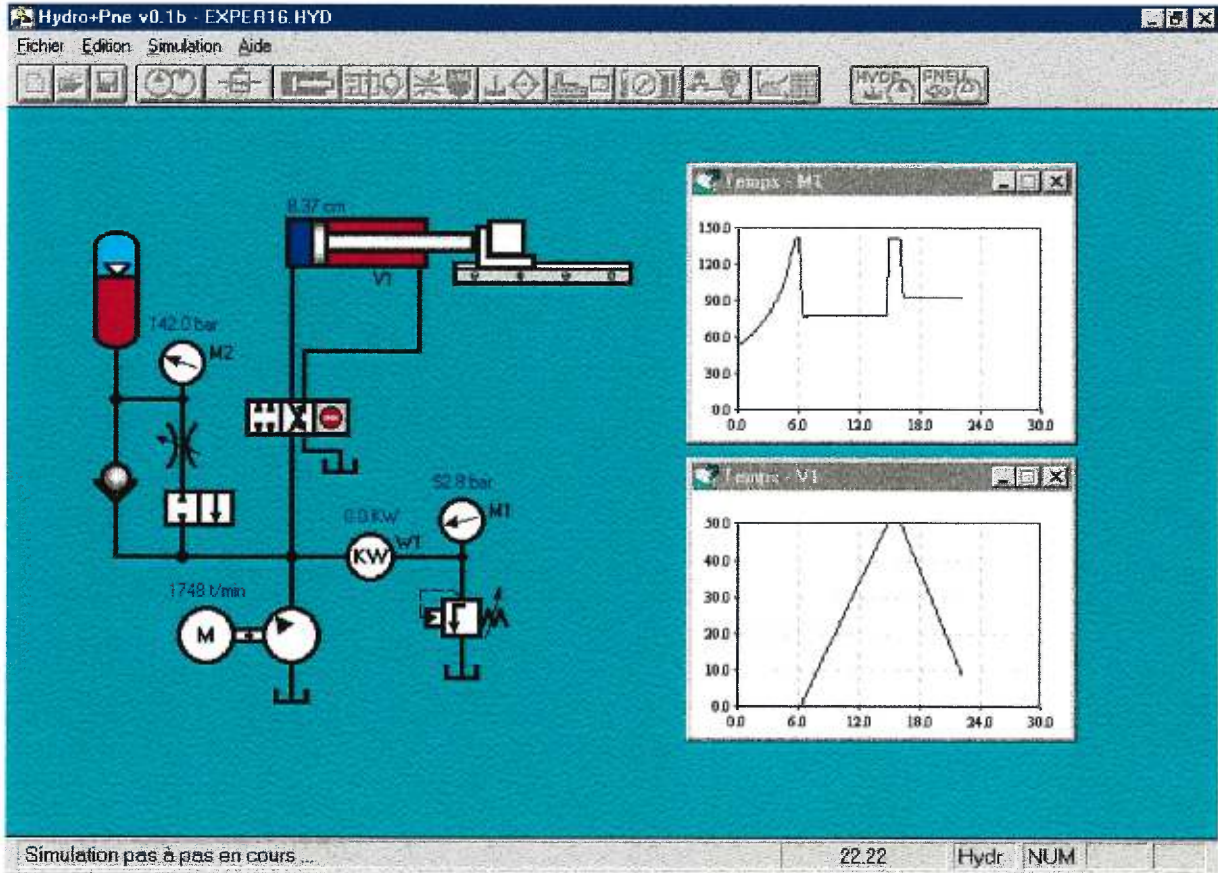 Hydro+Pne v0.1b - EXPER16.HYD
Fichier Edition Simulation Aide
HYDR PNEU
8.37 cm
V1
142.0 bar
M2
52.8 bar
M1
0.0 KW
W1
KW
1748 t/min
M
Temps - M1
150.0
120.0
90.0
60.0
30.0
0.0
0.0 6.0 12.0 18.0 24.0 30.0
Temps - V1
50.0
40.0
30.0
20.0
10.0
0.0
0.0 6.0 12.0 18.0 24.0 30.0
Simulation pas à pas en cours ...
22.22
Hydr
NUM